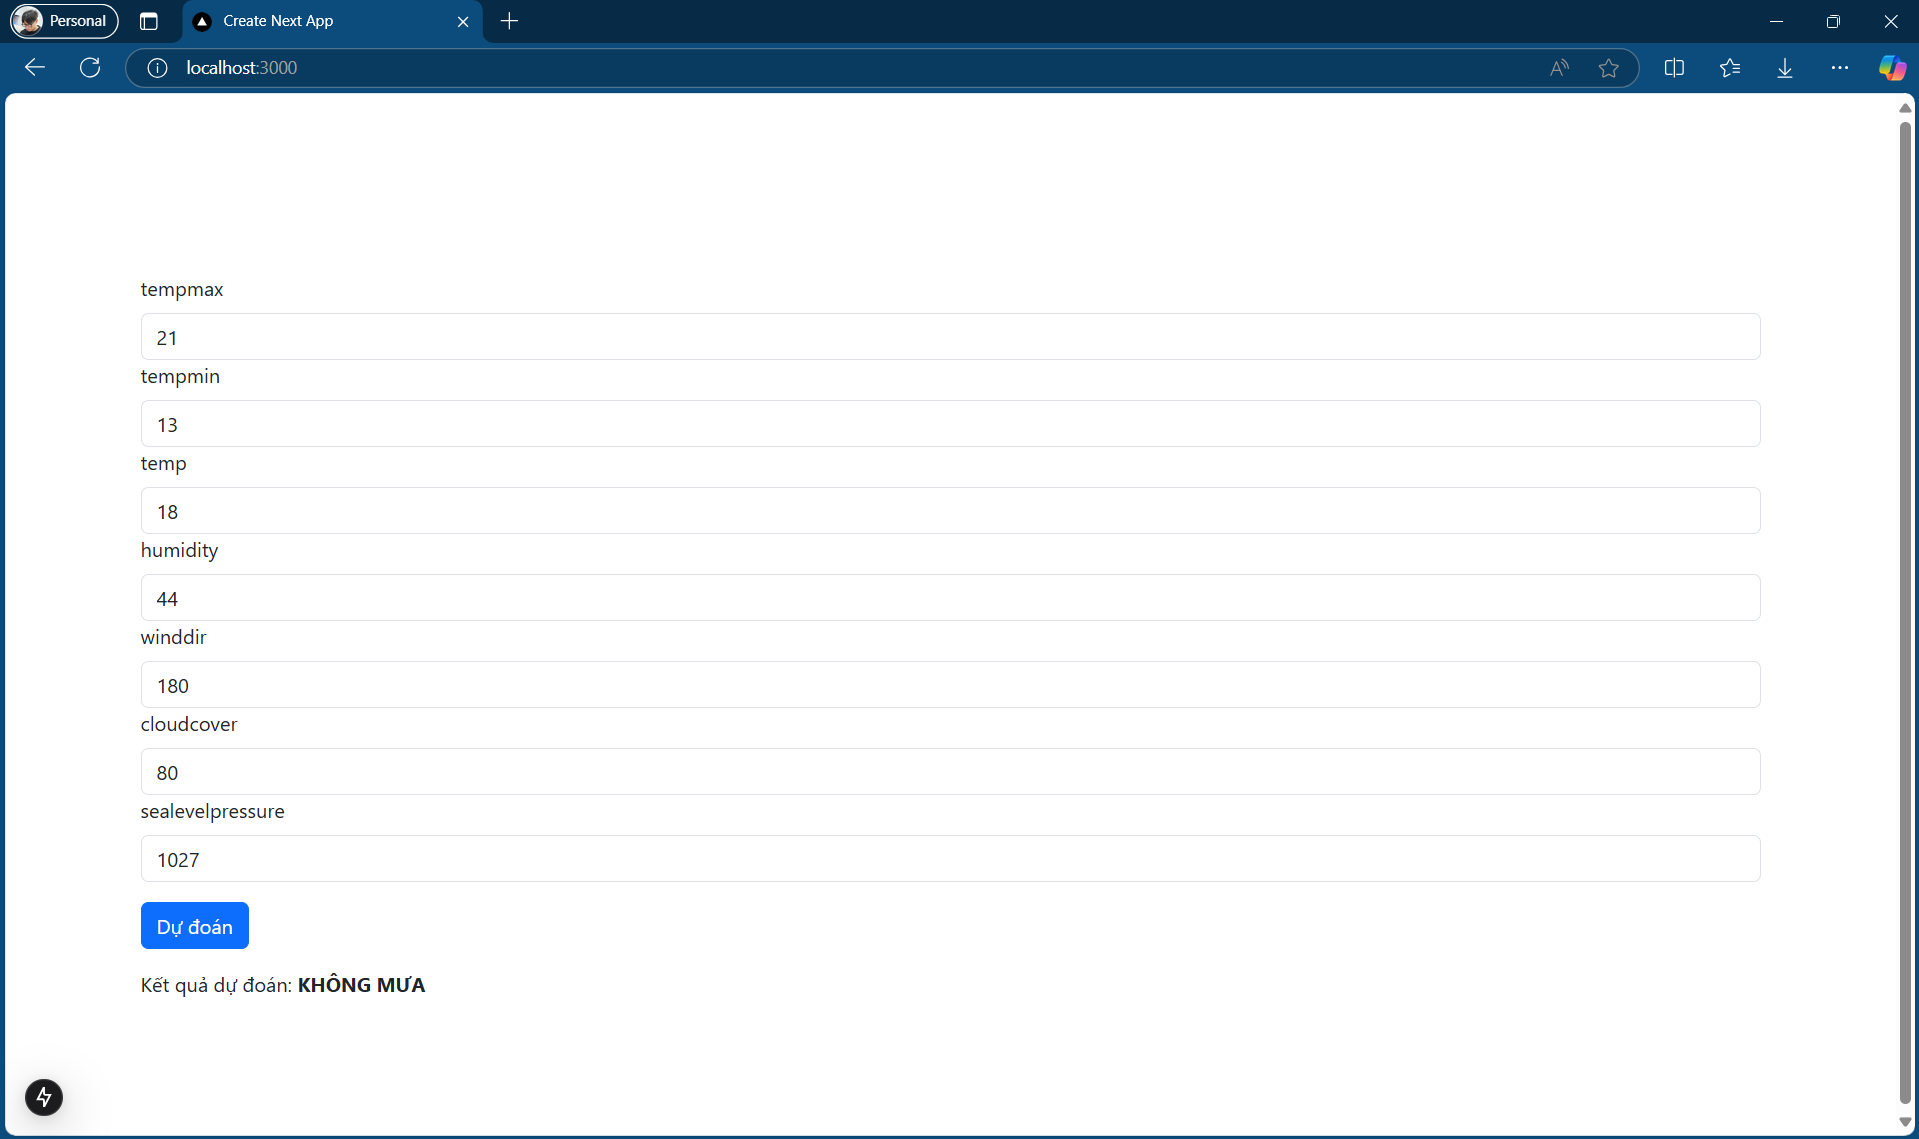 Personal
Create Next App
localhost:3000
tempmax
21
tempmin
13
temp
18
humidity
44
winddir
180
cloudcover
80
sealevelpressure
1027
Dự đoán
Kết quả dự đoán: KHÔNG MƯA